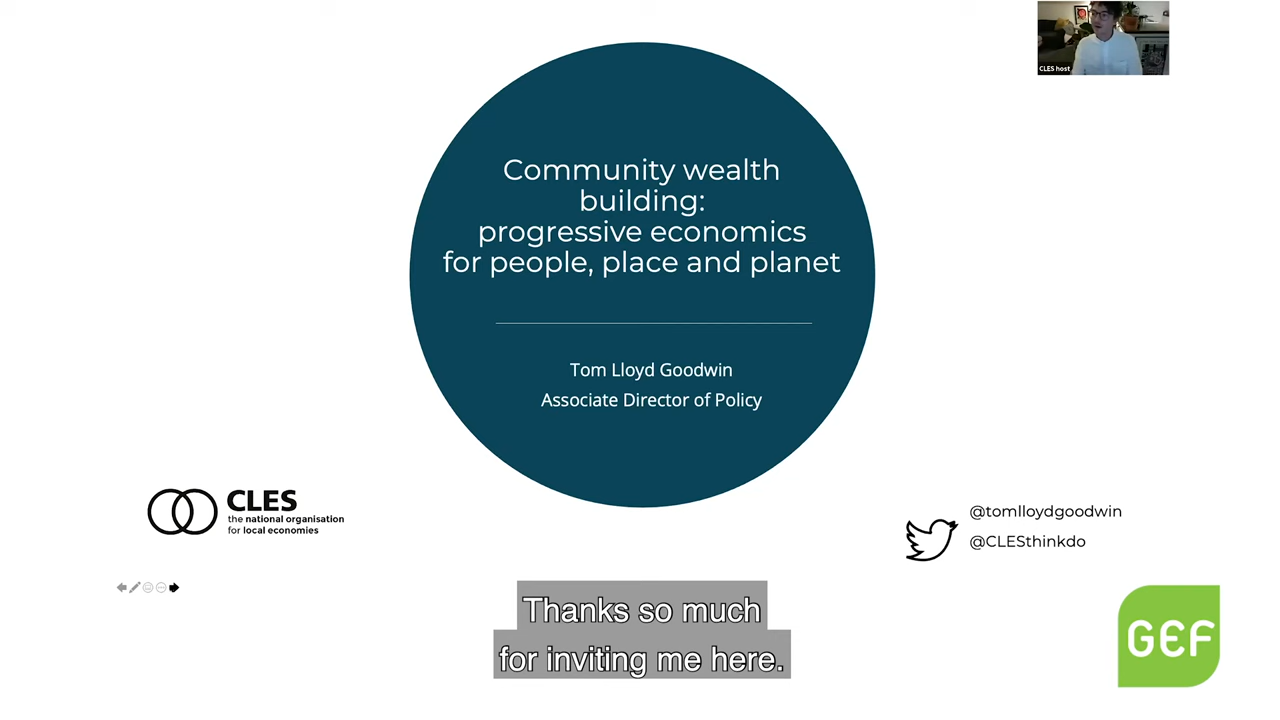 CLES host
Community wealth
building:
progressive economics
for people, place and planet
Tom Lloyd Goodwin
Associate Director of Policy
CLES
the national organisation
for local economies
@tomlloydgoodwin
@CLESthinkdo
Thanks so much
for inviting me here.
GEF